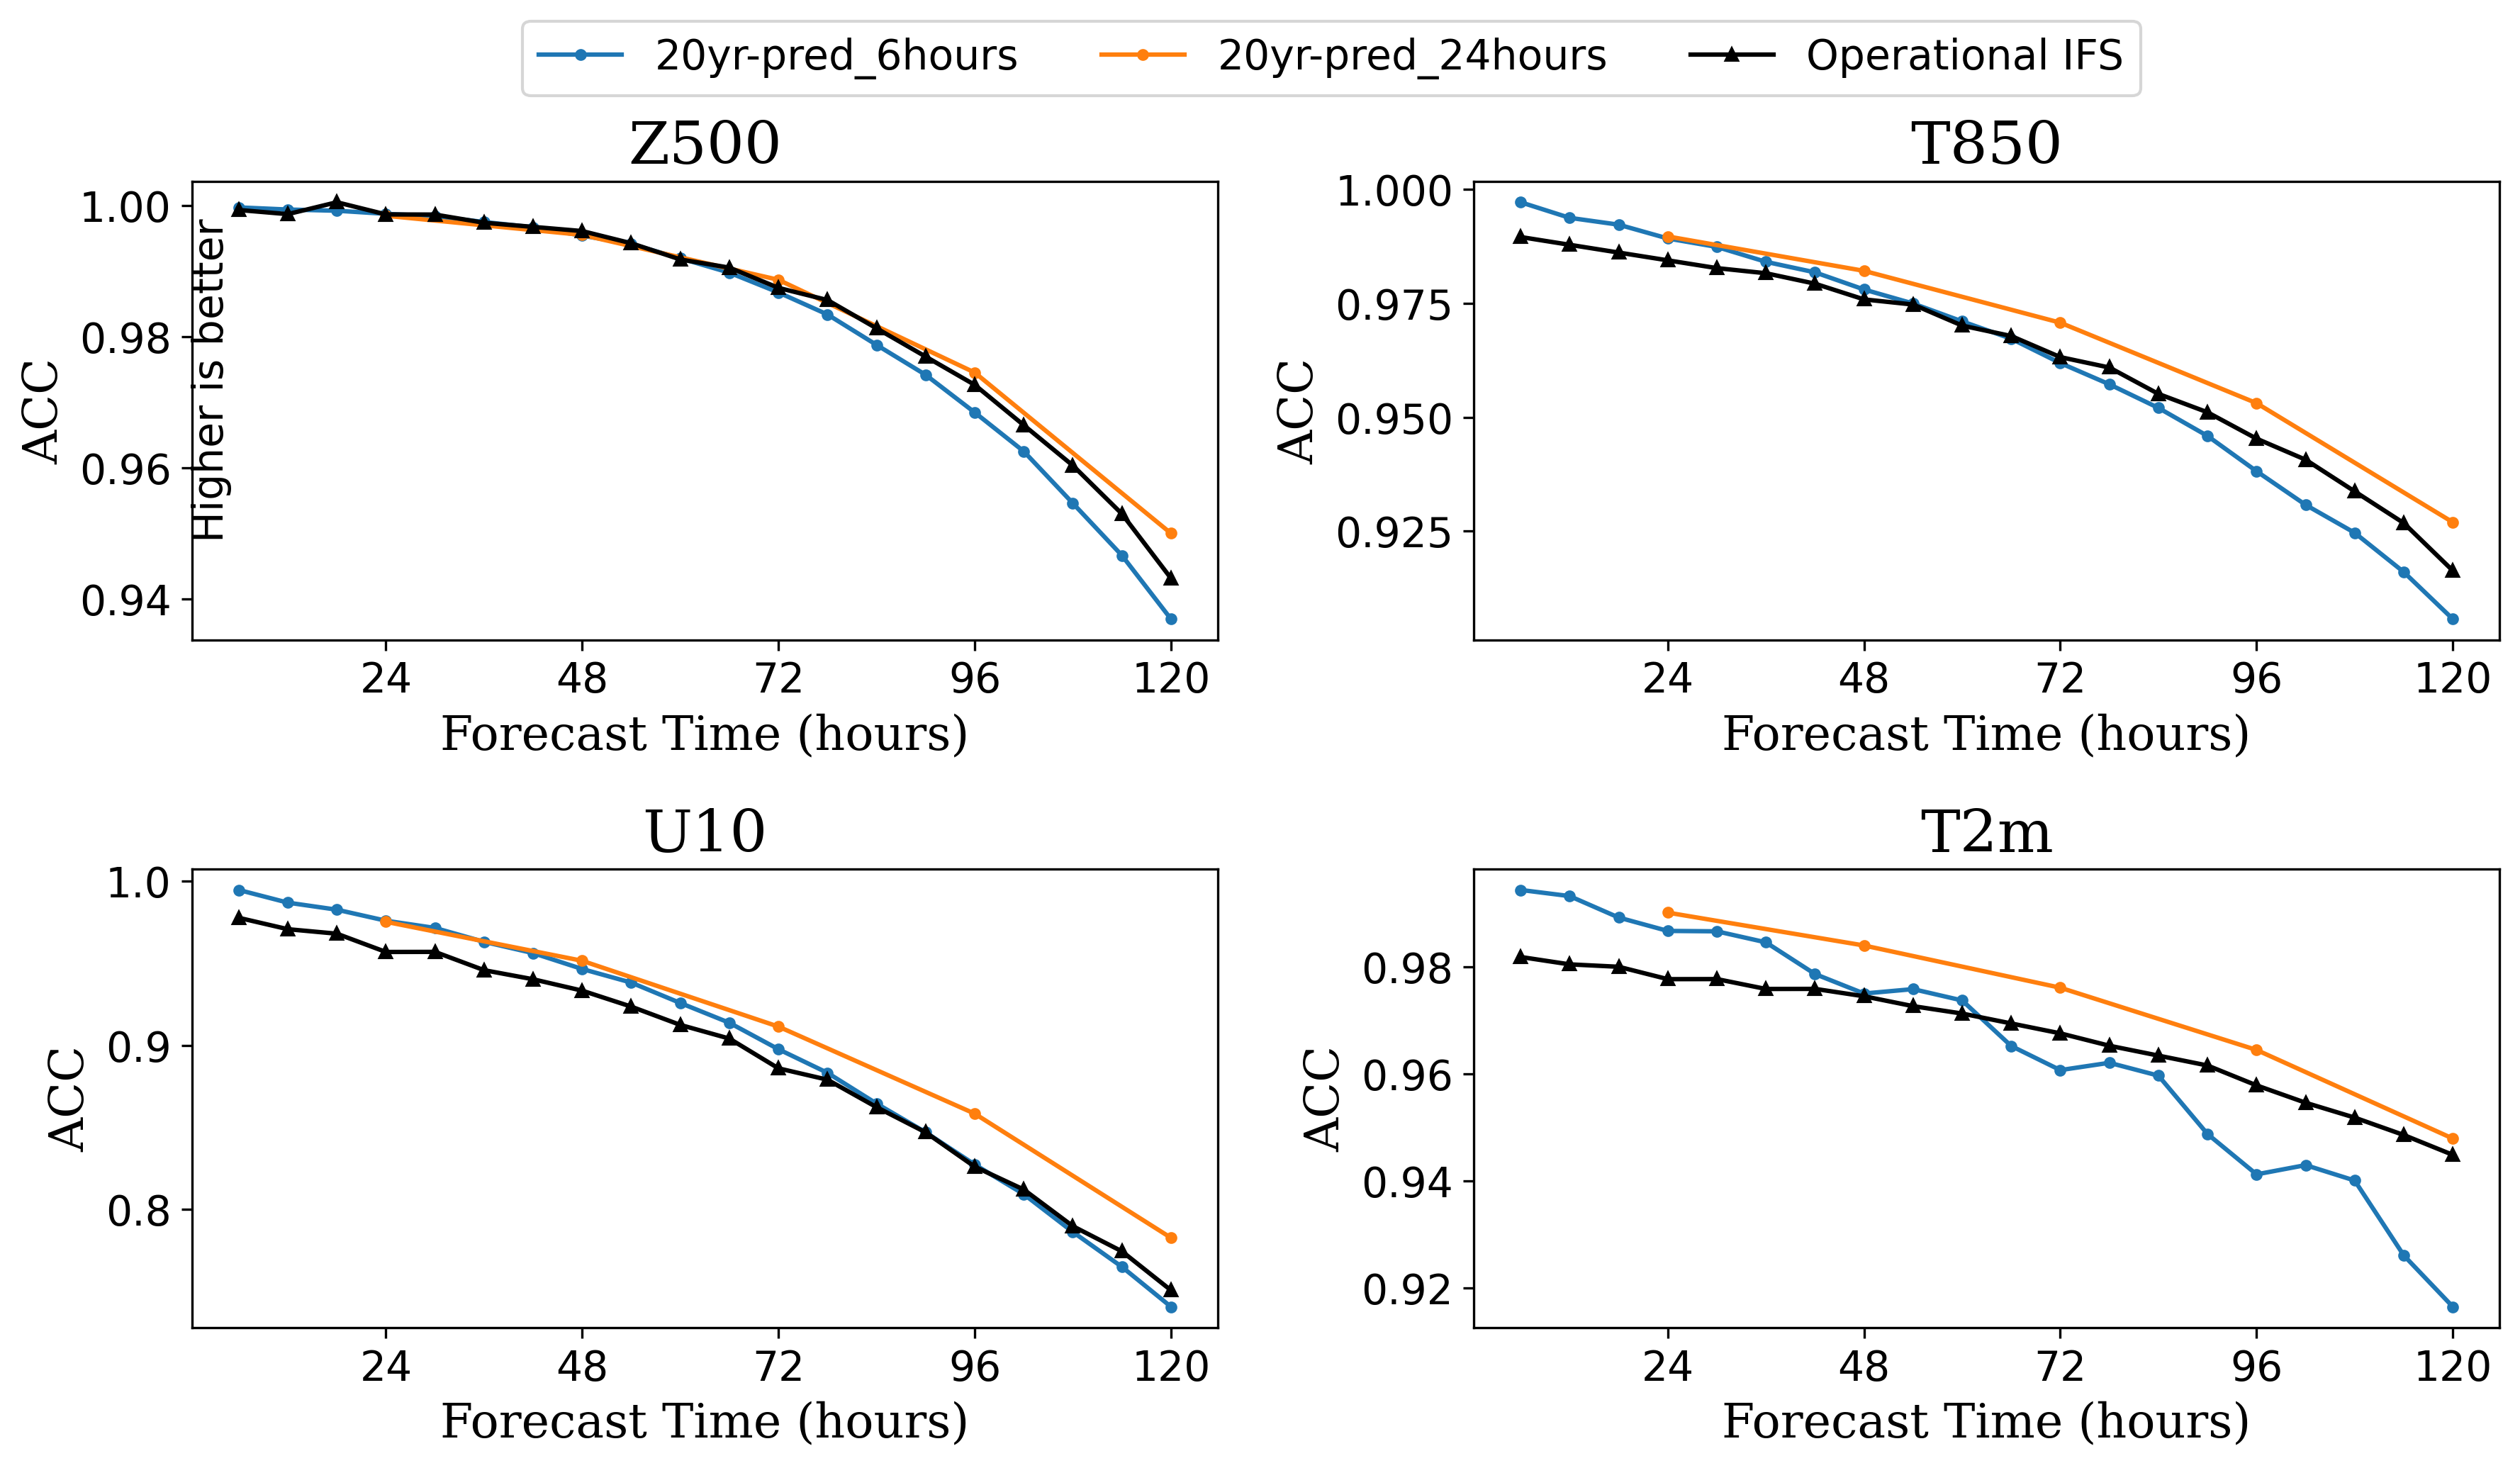 20yr-pred_6hours 20yr-pred_24hours Operational IFS
Z500
ACC
Higher is better
1.00
0.98
0.96
0.94
24 48 72 96 120
Forecast Time (hours)
T850
ACC
1.000
0.975
0.950
0.925
24 48 72 96 120
Forecast Time (hours)
U10
ACC
1.0
0.9
0.8
24 48 72 96 120
Forecast Time (hours)
T2m
ACC
0.98
0.96
0.94
0.92
24 48 72 96 120
Forecast Time (hours)